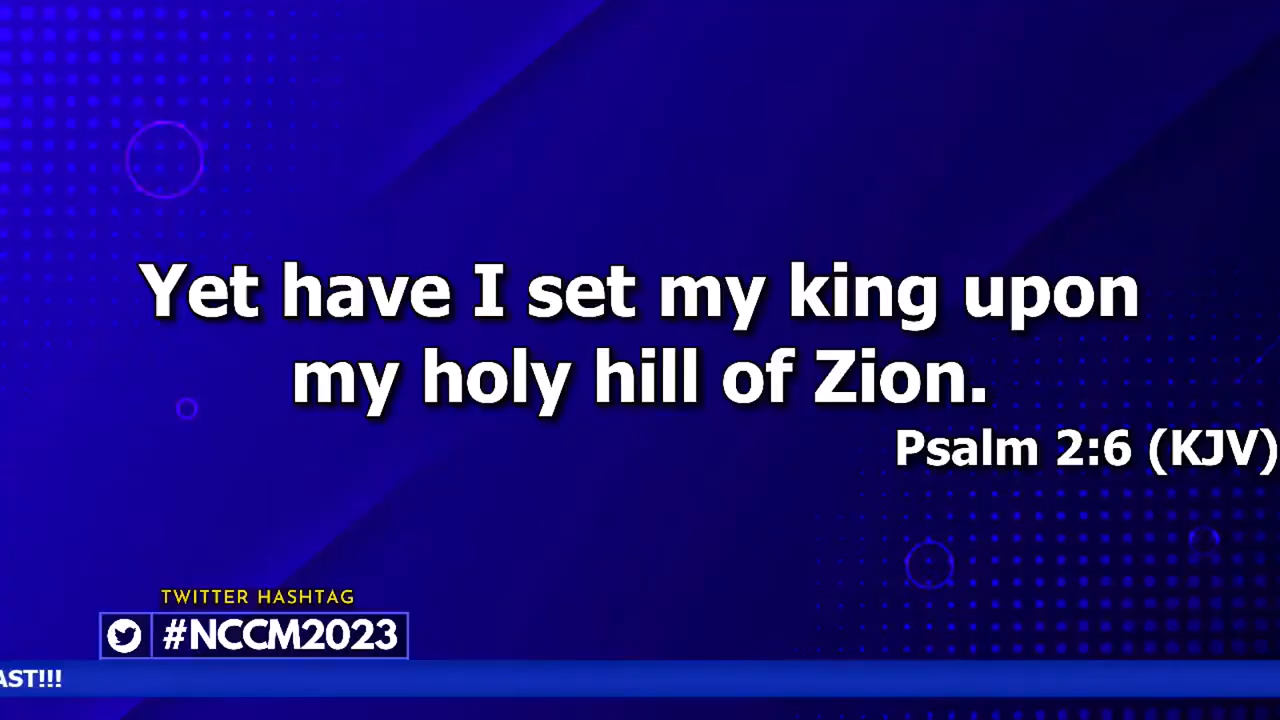 Yet have I set my king upon
my holy hill of Zion.
Psalm 2:6 (KJV)
TWITTER HASHTAG
#NCCM2023
AST!!!